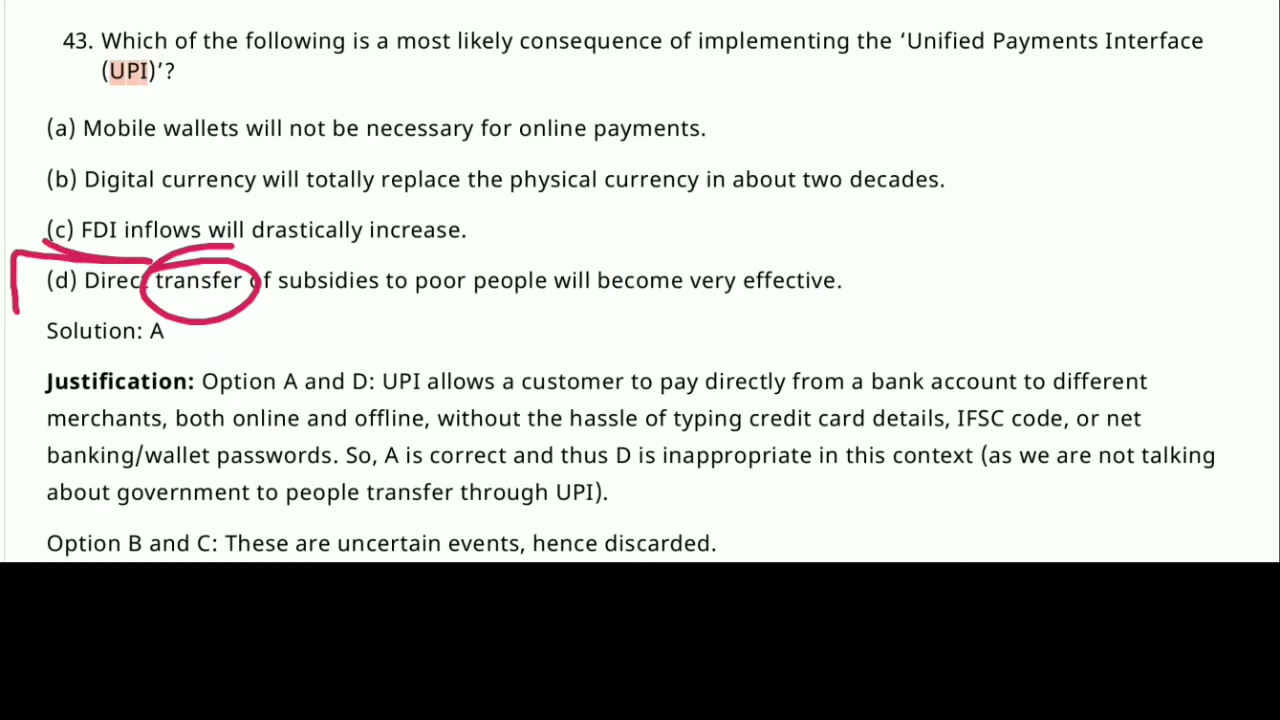 43. Which of the following is a most likely consequence of implementing the ‘Unified Payments Interface
(UPI)’?
(a) Mobile wallets will not be necessary for online payments.
(b) Digital currency will totally replace the physical currency in about two decades.
(c) FDI inflows will drastically increase.
(d) Direct transfer of subsidies to poor people will become very effective.
Solution: A
Justification: Option A and D: UPI allows a customer to pay directly from a bank account to different
merchants, both online and offline, without the hassle of typing credit card details, IFSC code, or net
banking/wallet passwords. So, A is correct and thus D is inappropriate in this context (as we are not talking
about government to people transfer through UPI).
Option B and C: These are uncertain events, hence discarded.